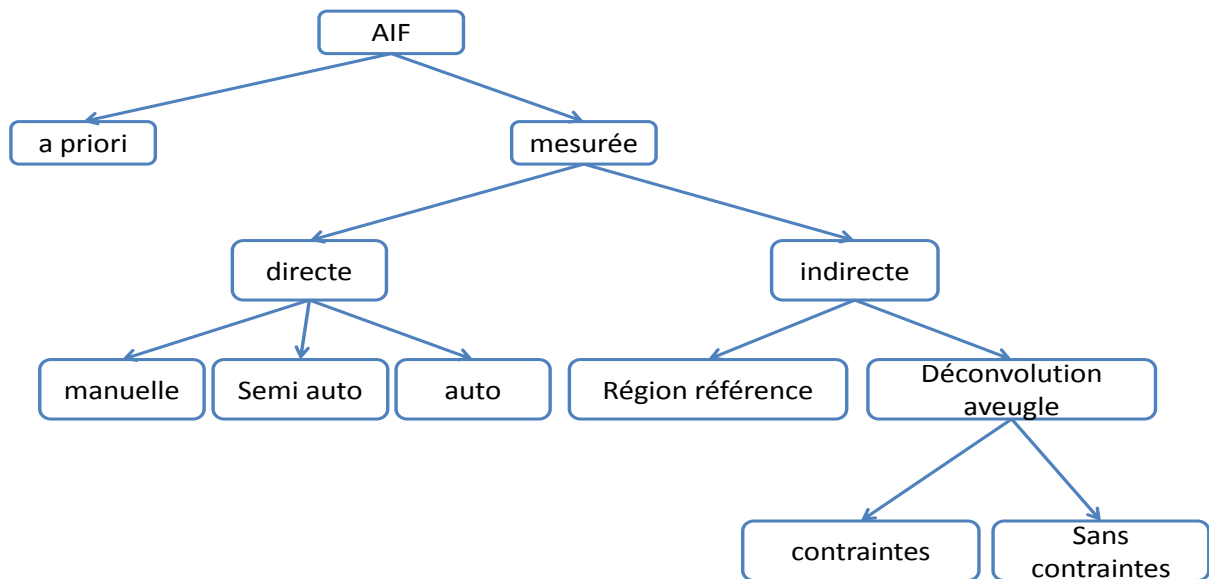 AIF
a priori
mesurée
directe
indirecte
manuelle
Semi auto
auto
Région référence
Déconvolution
aveugle
contraintes
Sans
contraintes